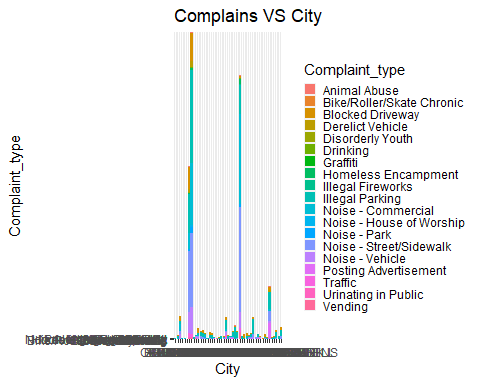 Complains VS City
Complaint_type
Complaint_type
Animal Abuse
Bike/Roller/Skate Chronic
Blocked Driveway
Derelict Vehicle
Disorderly Youth
Drinking
Graffiti
Homeless Encampment
Illegal Fireworks
Illegal Parking
Noise - Commercial
Noise - House of Worship
Noise - Park
Noise - Street/Sidewalk
Noise - Vehicle
Posting Advertisement
Traffic
Urinating in Public
Vending
City